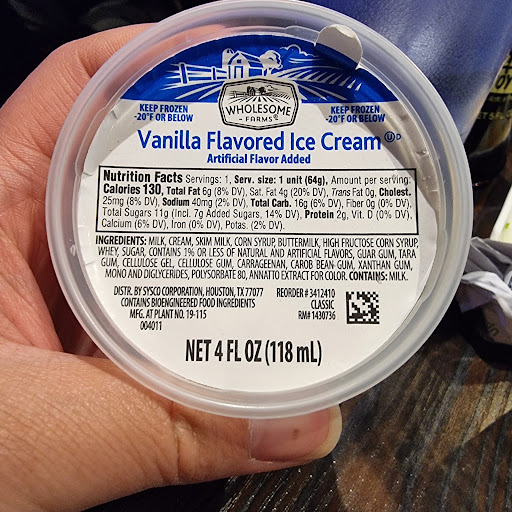 WHOLESOME
FARMS
KEEP FROZEN
-20°F OR BELOW
KEEP FROZEN
-20°F OR BELOW
Vanilla Flavored Ice Cream ⓊD
Artificial Flavor Added
Nutrition Facts Servings: 1, Serv. size: 1 unit (64g), Amount per serving:
Calories 130, Total Fat 6g (8% DV), Sat. Fat 4g (20% DV), Trans Fat 0g, Cholest.
25mg (8% DV), Sodium 40mg (2% DV), Total Carb. 16g (6% DV), Fiber 0g (0% DV),
Total Sugars 11g (Incl. 7g Added Sugars, 14% DV), Protein 2g, Vit. D (0% DV),
Calcium (6% DV), Iron (0% DV), Potas. (2% DV).
INGREDIENTS: MILK, CREAM, SKIM MILK, CORN SYRUP, BUTTERMILK, HIGH FRUCTOSE CORN SYRUP,
WHEY, SUGAR, CONTAINS 1% OR LESS OF NATURAL AND ARTIFICIAL FLAVORS, GUAR GUM, TARA
GUM, CELLULOSE GEL, CELLULOSE GUM, CARRAGEENAN, CAROB BEAN GUM, XANTHAN GUM,
MONO AND DIGLYCERIDES, POLYSORBATE 80, ANNATTO EXTRACT FOR COLOR. CONTAINS: MILK.
DISTR. BY SYSCO CORPORATION, HOUSTON, TX 77077
CONTAINS BIOENGINEERED FOOD INGREDIENTS
MFG. AT PLANT NO. 19-115
004011
REORDER # 3412410
CLASSIC
RM# 1430736
NET 4 FL OZ (118 mL)